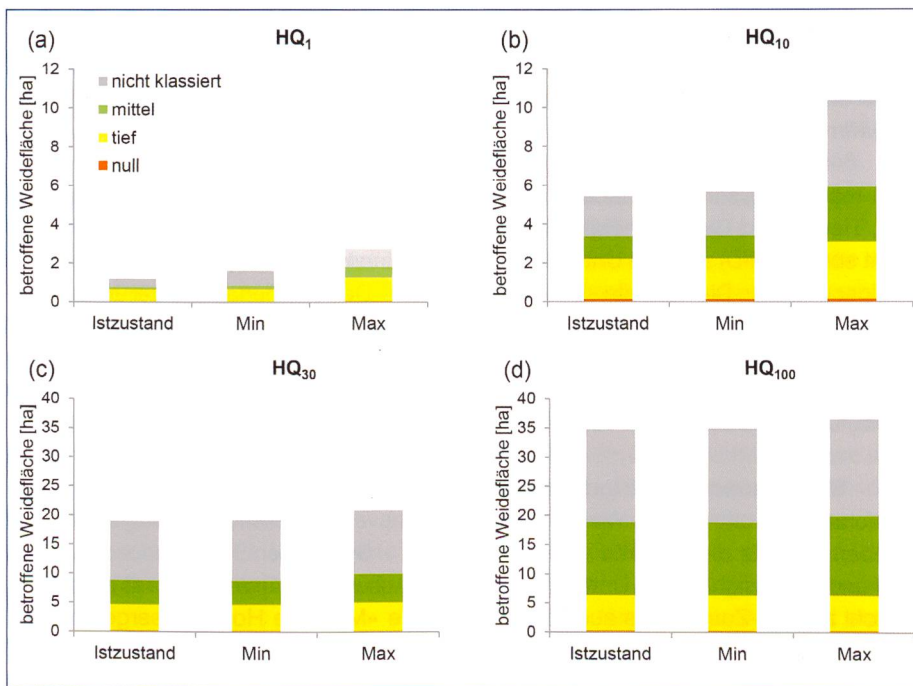 (a)
HQ1
betroffene Weidefläche [ha]
12
10
8
6
4
2
0
nicht klassiert
mittel
tief
null
Istzustand Min Max
(b)
HQ10
betroffene Weidefläche [ha]
12
10
8
6
4
2
0
Istzustand Min Max
(c)
HQ30
betroffene Weidefläche [ha]
40
35
30
25
20
15
10
5
0
Istzustand Min Max
(d)
HQ100
betroffene Weidefläche [ha]
40
35
30
25
20
15
10
5
0
Istzustand Min Max